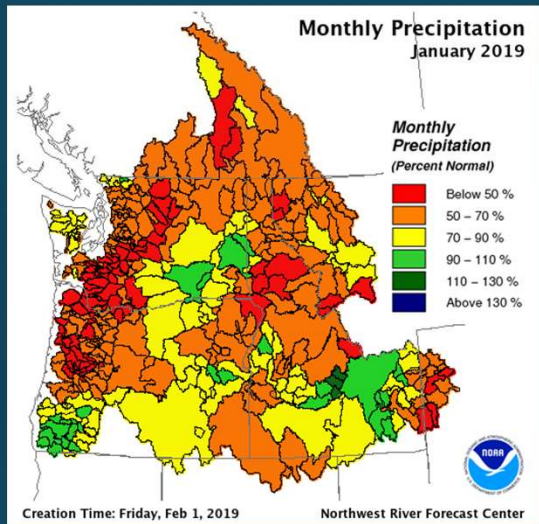 Monthly Precipitation
January 2019
Monthly
Precipitation
(Percent Normal)
Below 50 %
50 – 70 %
70 – 90 %
90 – 110 %
110 – 130 %
Above 130 %
NOAA
Creation Time: Friday, Feb 1, 2019
Northwest River Forecast Center